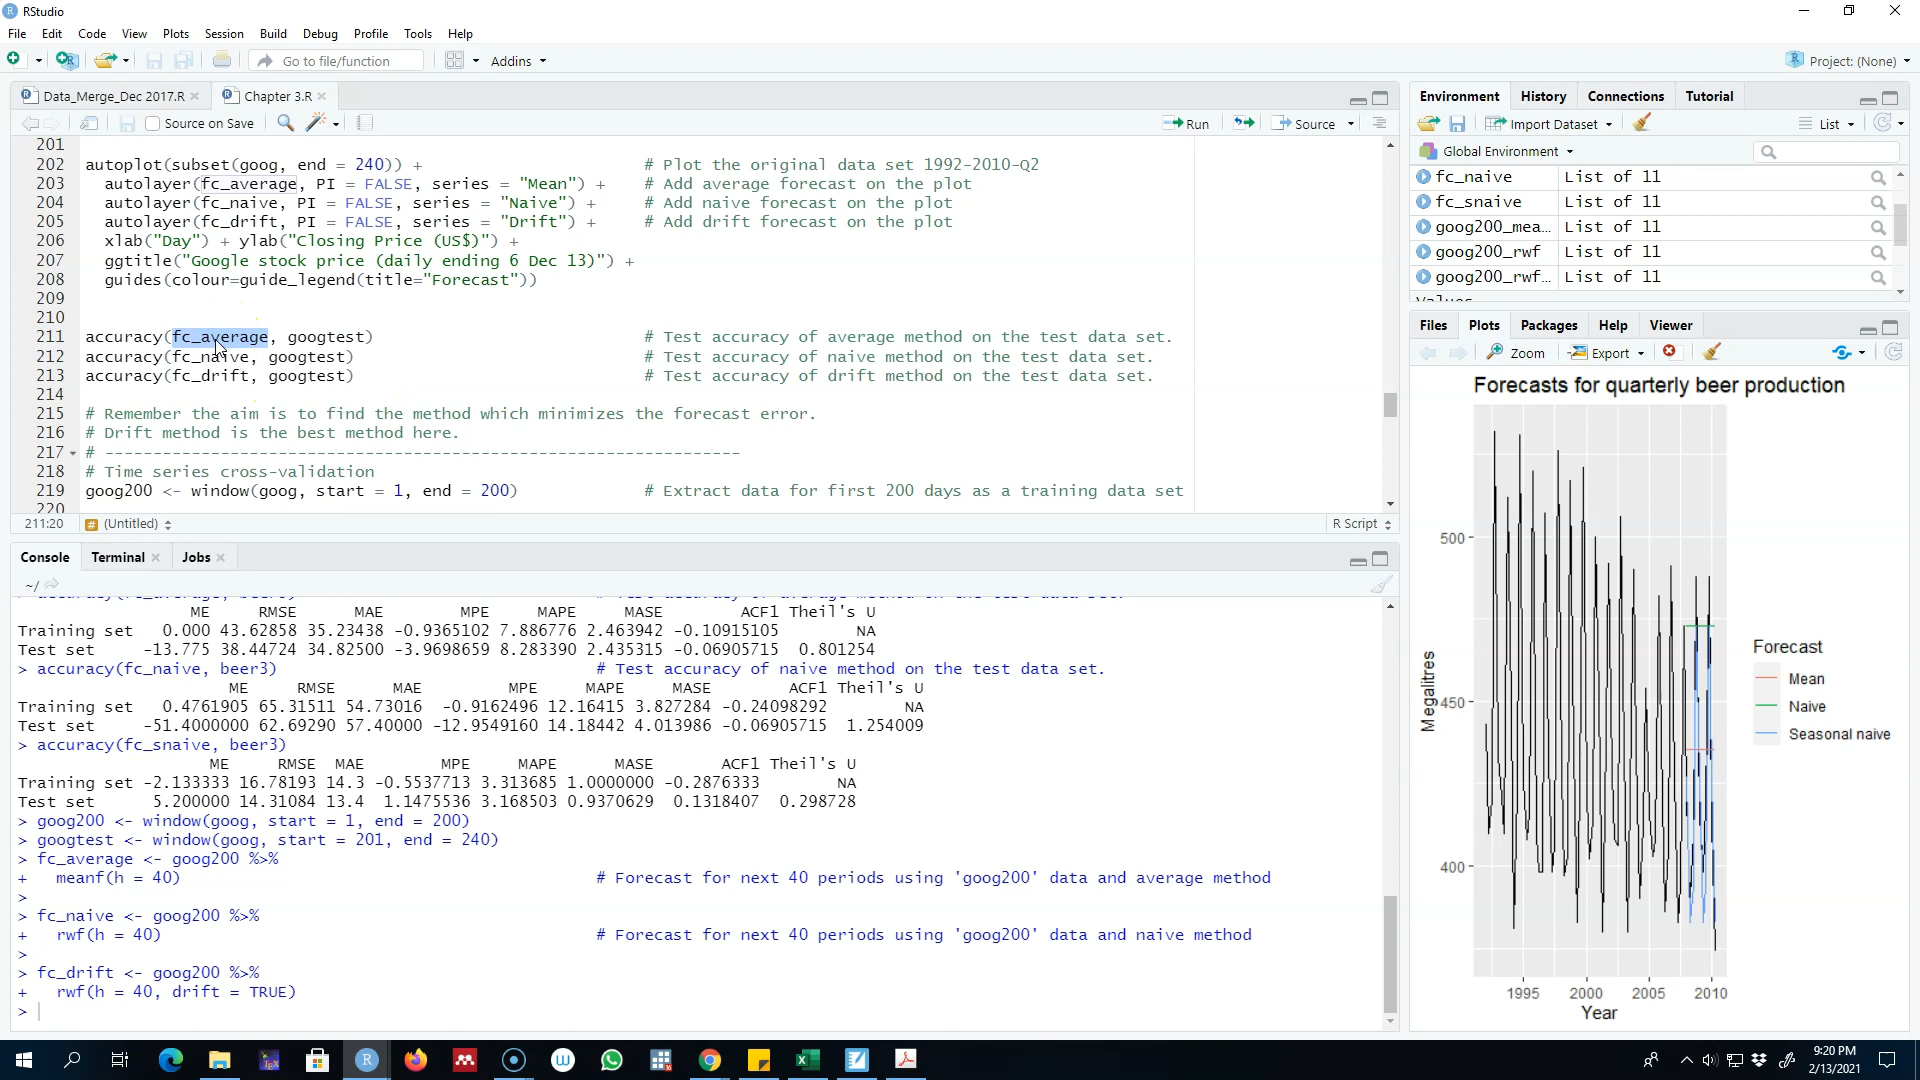 RStudio
File Edit Code View Plots Session Build Debug Profile Tools Help
Go to file/function Addins Project: (None)
Data_Merge_Dec 2017.R Chapter 3.R
Source on Save Run Source
201
202 autoplot(subset(goog, end = 240)) + # Plot the original data set 1992-2010-Q2
203 autolayer(fc_average, PI = FALSE, series = "Mean") + # Add average forecast on the plot
204 autolayer(fc_naive, PI = FALSE, series = "Naive") + # Add naive forecast on the plot
205 autolayer(fc_drift, PI = FALSE, series = "Drift") + # Add drift forecast on the plot
206 xlab("Day") + ylab("Closing Price (US$)") +
207 ggtitle("Google stock price (daily ending 6 Dec 13)") +
208 guides(colour=guide_legend(title="Forecast"))
209
210
211 accuracy(fc_average, googtest) # Test accuracy of average method on the test data set.
212 accuracy(fc_naive, googtest) # Test accuracy of naive method on the test data set.
213 accuracy(fc_drift, googtest) # Test accuracy of drift method on the test data set.
214
215 # Remember the aim is to find the method which minimizes the forecast error.
216 # Drift method is the best method here.
217 # ------------------------------------------------------------------
218 # Time series cross-validation
219 goog200 <- window(goog, start = 1, end = 200) # Extract data for first 200 days as a training data set
220
211:20 (Untitled) R Script
Console Terminal Jobs
~/
ME RMSE MAE MPE MAPE MASE ACF1 Theil's U
Training set 0.000 43.62858 35.23438 -0.9365102 7.886776 2.463942 -0.10915105 NA
Test set -13.775 38.44724 34.82500 -3.9698659 8.283390 2.435315 -0.06905715 0.801254
> accuracy(fc_naive, beer3) # Test accuracy of naive method on the test data set.
ME RMSE MAE MPE MAPE MASE ACF1 Theil's U
Training set 0.4761905 65.31511 54.73016 -0.9162496 12.16415 3.827284 -0.24098292 NA
Test set -51.4000000 62.69290 57.40000 -12.9549160 14.18442 4.013986 -0.06905715 1.254009
> accuracy(fc_snaive, beer3)
ME RMSE MAE MPE MAPE MASE ACF1 Theil's U
Training set -2.133333 16.78193 14.3 -0.5537713 3.313685 1.0000000 -0.2876333 NA
Test set 5.200000 14.31084 13.4 1.1475536 3.168503 0.9370629 0.1318407 0.298728
> goog200 <- window(goog, start = 1, end = 200)
> googtest <- window(goog, start = 201, end = 240)
> fc_average <- goog200 %>%
+ meanf(h = 40) # Forecast for next 40 periods using 'goog200' data and average method
>
> fc_naive <- goog200 %>%
+ rwf(h = 40) # Forecast for next 40 periods using 'goog200' data and naive method
>
> fc_drift <- goog200 %>%
+ rwf(h = 40, drift = TRUE)
>
Environment History Connections Tutorial
Import Dataset List
Global Environment
fc_naive List of 11
fc_snaive List of 11
goog200_mea… List of 11
goog200_rwf List of 11
goog200_rwf… List of 11
Files Plots Packages Help Viewer
Zoom Export
Forecasts for quarterly beer production
500
450
400
Megalitres
1995 2000 2005 2010
Year
Forecast
Mean
Naive
Seasonal naive
9:20 PM
2/13/2021